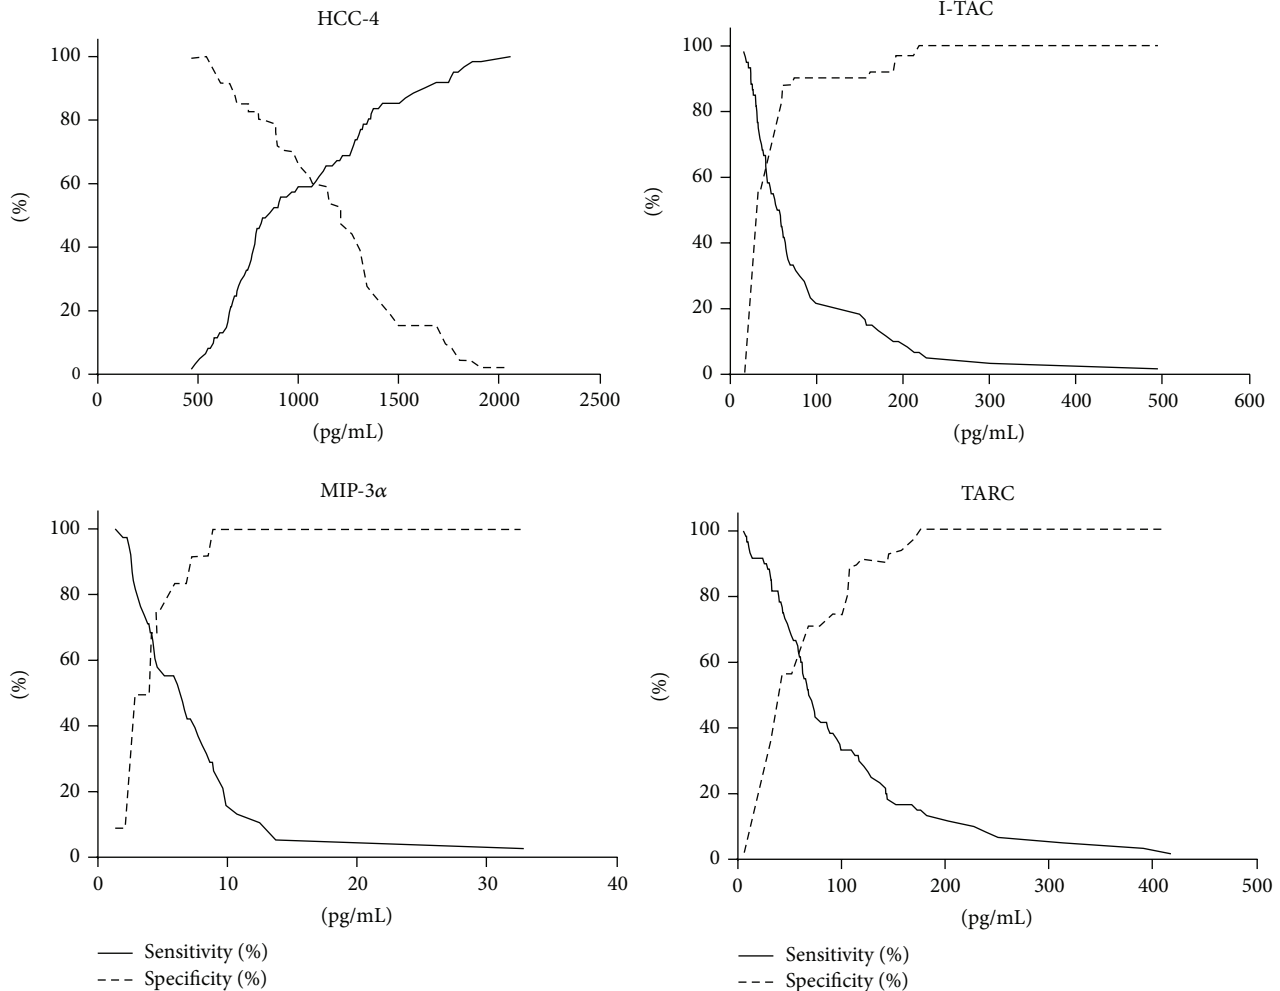 HCC-4
100
80
60
40
20
0
(%)
0 500 1000 1500 2000 2500
(pg/mL)
I-TAC
100
80
60
40
20
0
(%)
0 100 200 300 400 500 600
(pg/mL)
MIP-3α
100
80
60
40
20
0
(%)
0 10 20 30 40
(pg/mL)
Sensitivity (%)
Specificity (%)
TARC
100
80
60
40
20
0
(%)
0 100 200 300 400 500
(pg/mL)
Sensitivity (%)
Specificity (%)